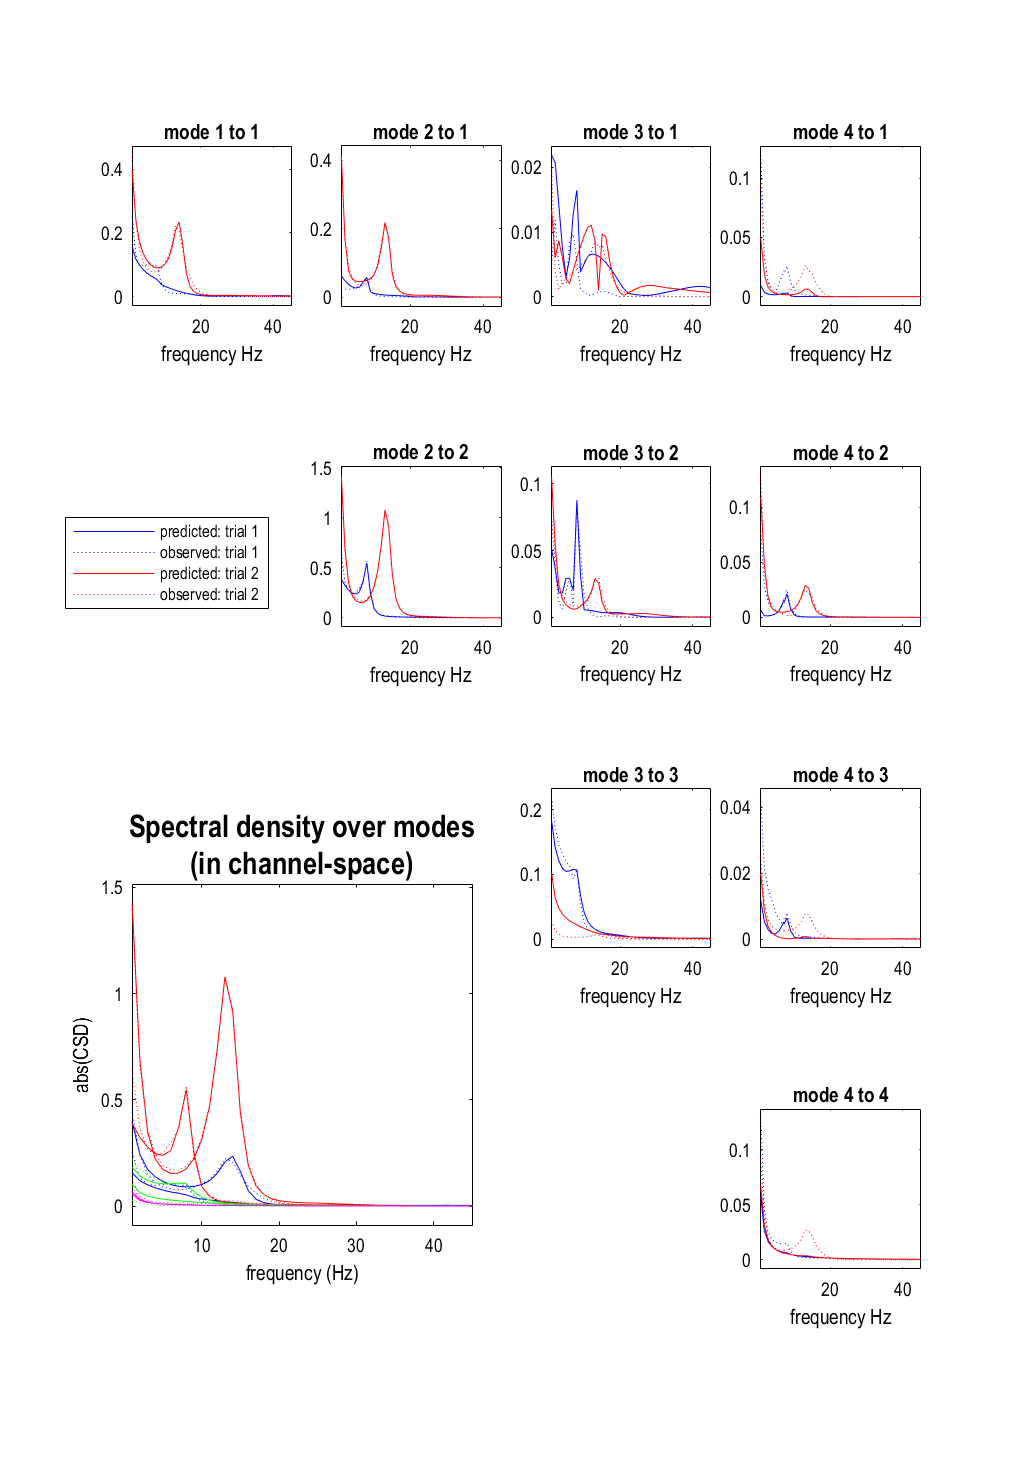 mode 1 to 1
mode 2 to 1
mode 3 to 1
mode 4 to 1
0.4
0.2
0
20
40
frequency Hz
0.4
0.2
0
20
40
frequency Hz
0.02
0.01
0
20
40
frequency Hz
0.1
0.05
0
20
40
frequency Hz
mode 2 to 2
mode 3 to 2
mode 4 to 2
1.5
1
0.5
0
20
40
frequency Hz
0.1
0.05
0
20
40
frequency Hz
0.1
0.05
0
20
40
frequency Hz
predicted: trial 1
observed: trial 1
predicted: trial 2
observed: trial 2
mode 3 to 3
mode 4 to 3
0.2
0.1
0
20
40
frequency Hz
0.04
0.02
0
20
40
frequency Hz
Spectral density over modes
(in channel-space)
abs(CSD)
1.5
1
0.5
0
10
20
30
40
frequency (Hz)
mode 4 to 4
0.1
0.05
0
20
40
frequency Hz